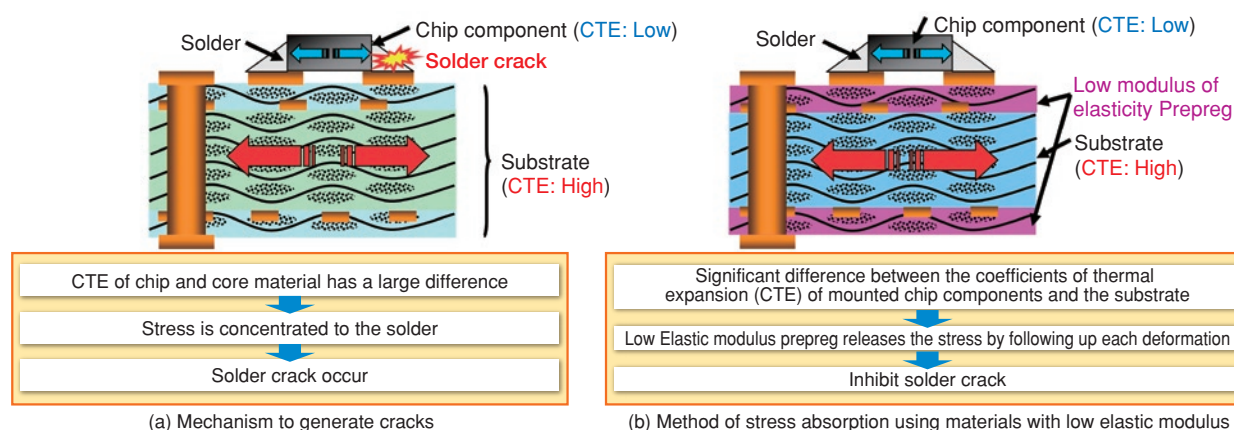 Solder
Chip component (CTE: Low)
Solder crack
Substrate
(CTE: High)
CTE of chip and core material has a large difference
Stress is concentrated to the solder
Solder crack occur
(a) Mechanism to generate cracks
Chip component (CTE: Low)
Solder
Low modulus of
elasticity Prepreg
Substrate
(CTE: High)
Significant difference between the coefficients of thermal
expansion (CTE) of mounted chip components and the substrate
Low Elastic modulus prepreg releases the stress by following up each deformation
Inhibit solder crack
(b) Method of stress absorption using materials with low elastic modulus